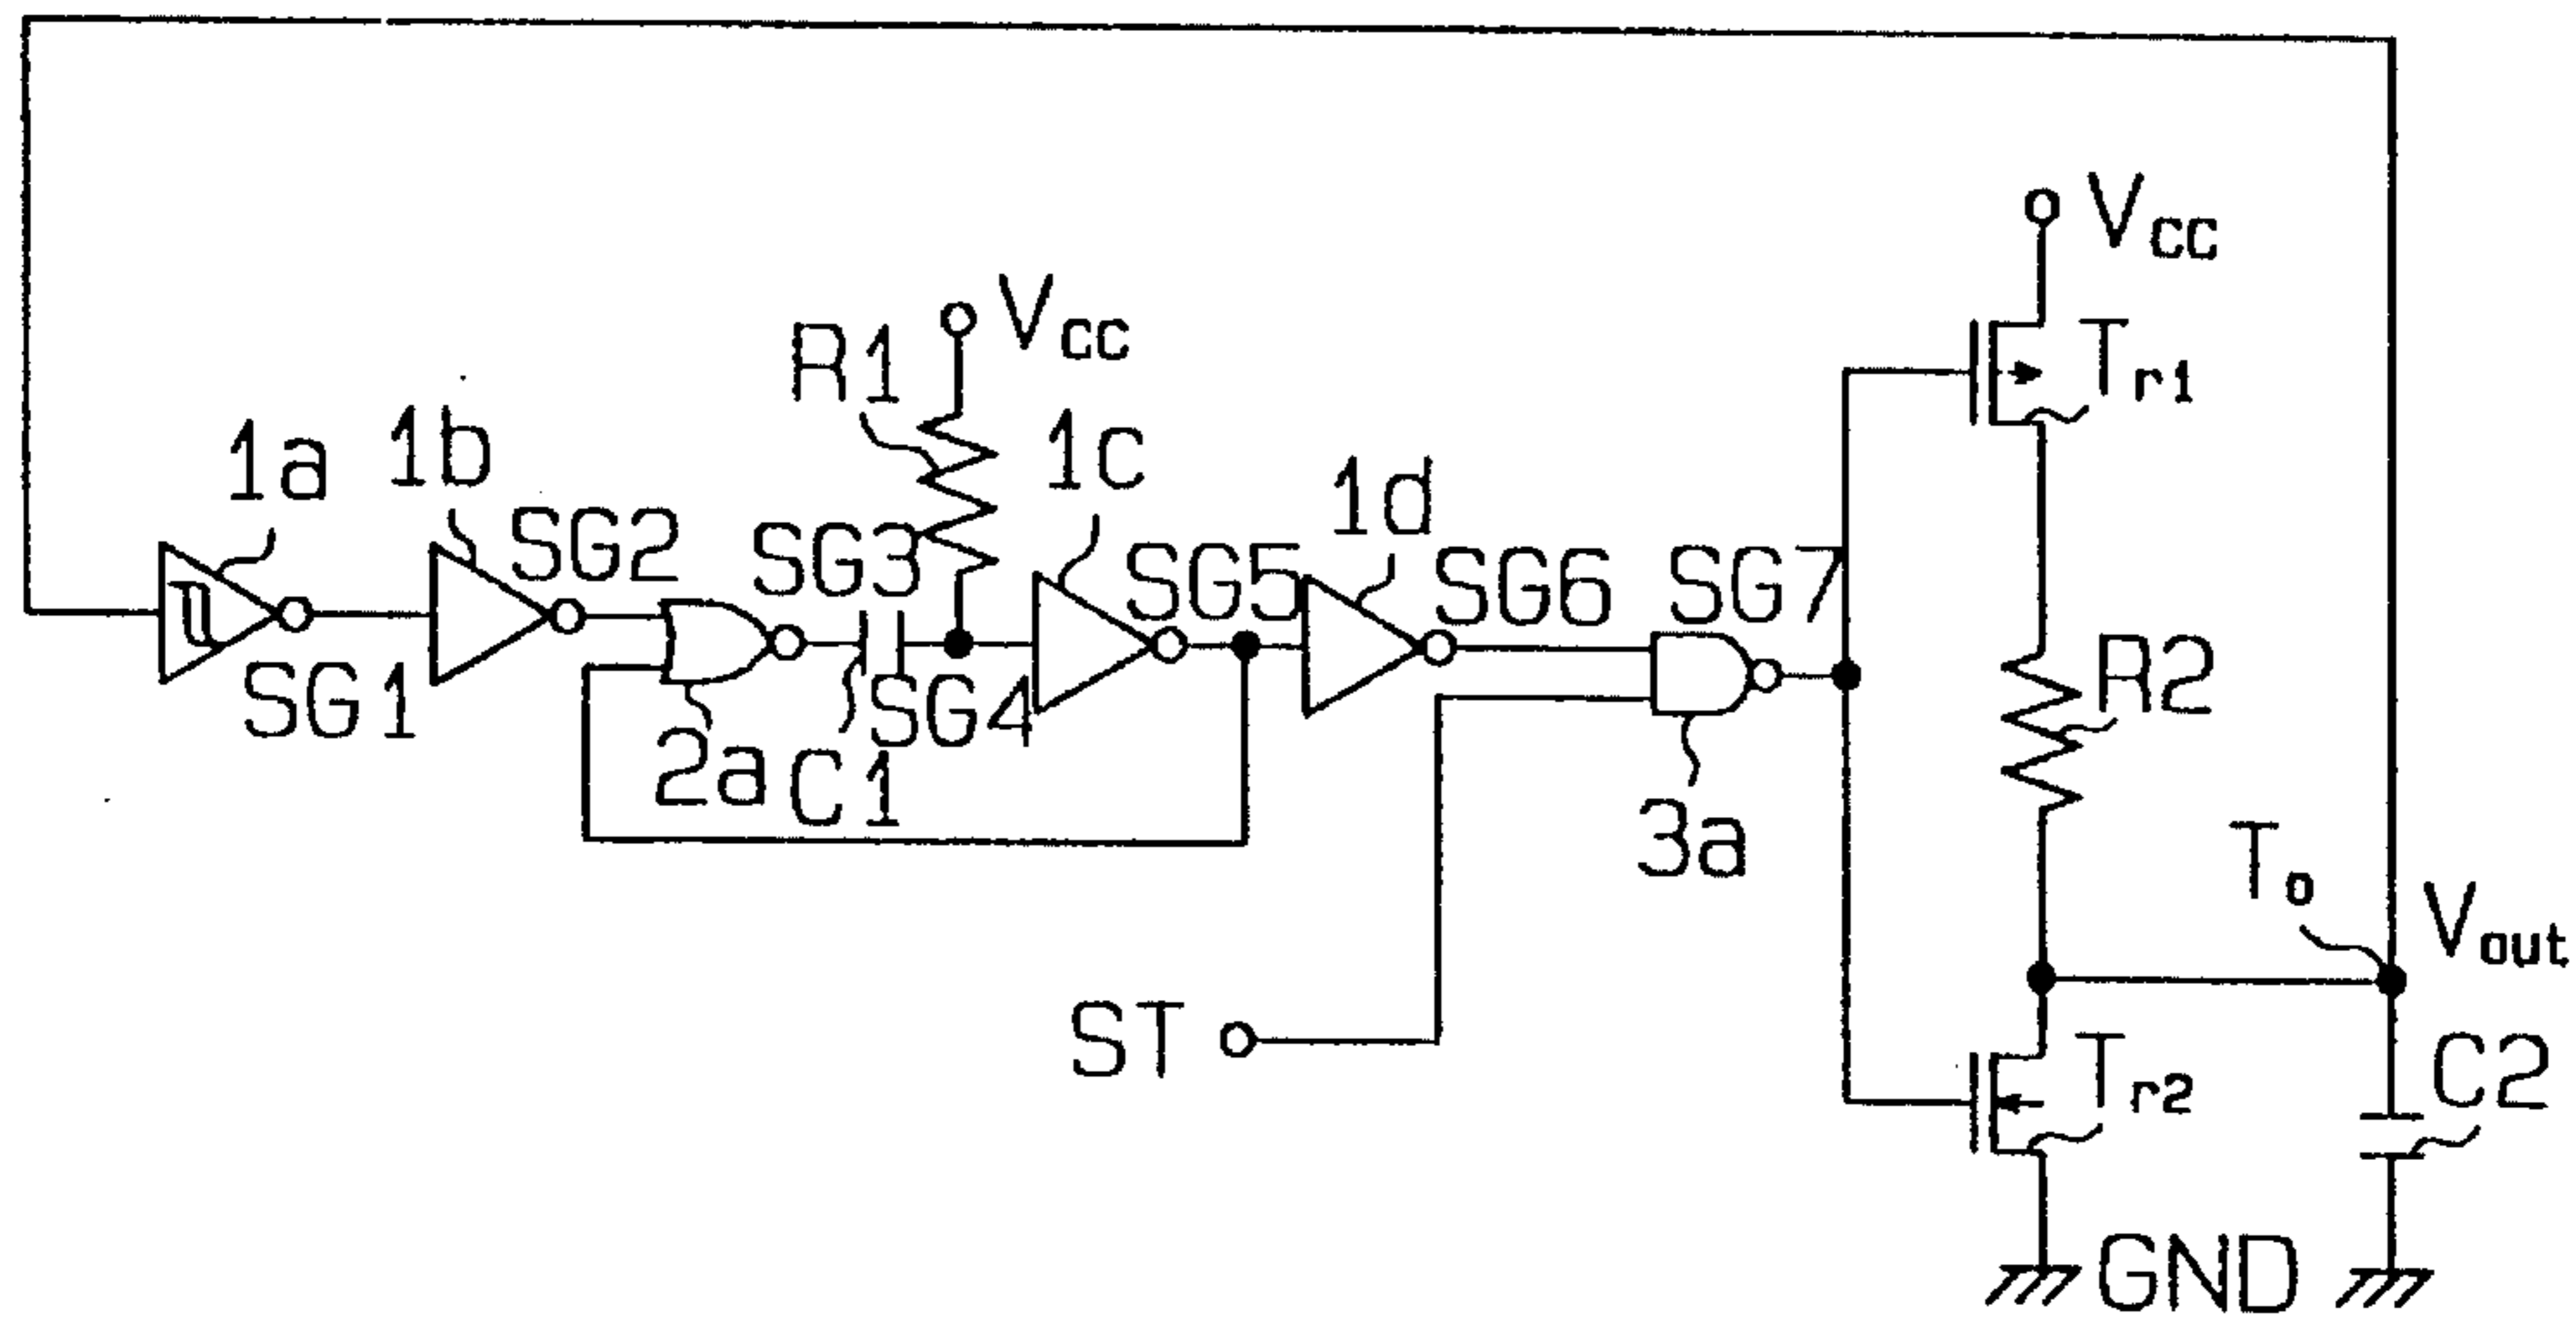 Vcc
Vcc
R1
Tr1
1a
1b
1c
1d
SG2
SG3
SG5
SG6
SG7
SG1
SG4
2a
C1
R2
3a
To
Vout
ST
Tr2
C2
GND